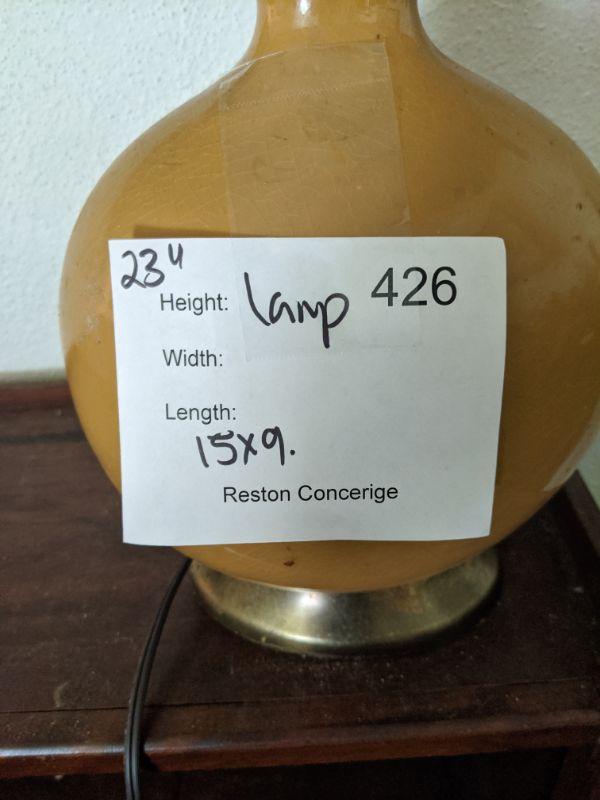 23"
Height: lamp 426
Width:
Length:
15x9.
Reston Concerige